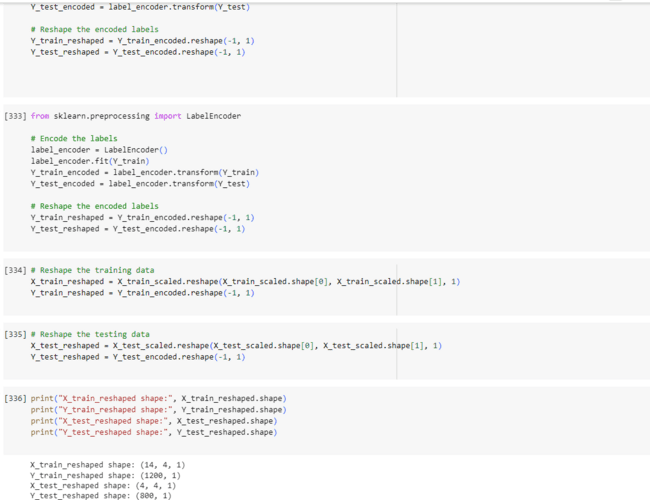 Y_test_encoded = label_encoder.transform(Y_test)
# Reshape the encoded labels
Y_train_reshaped = Y_train_encoded.reshape(-1, 1)
Y_test_reshaped = Y_test_encoded.reshape(-1, 1)
[333] from sklearn.preprocessing import LabelEncoder
# Encode the labels
label_encoder = LabelEncoder()
label_encoder.fit(Y_train)
Y_train_encoded = label_encoder.transform(Y_train)
Y_test_encoded = label_encoder.transform(Y_test)
# Reshape the encoded labels
Y_train_reshaped = Y_train_encoded.reshape(-1, 1)
Y_test_reshaped = Y_test_encoded.reshape(-1, 1)
[334] # Reshape the training data
X_train_reshaped = X_train_scaled.reshape(X_train_scaled.shape[0], X_train_scaled.shape[1], 1)
Y_train_reshaped = Y_train_encoded.reshape(-1, 1)
[335] # Reshape the testing data
X_test_reshaped = X_test_scaled.reshape(X_test_scaled.shape[0], X_test_scaled.shape[1], 1)
Y_test_reshaped = Y_test_encoded.reshape(-1, 1)
[336] print("X_train_reshaped shape:", X_train_reshaped.shape)
print("Y_train_reshaped shape:", Y_train_reshaped.shape)
print("X_test_reshaped shape:", X_test_reshaped.shape)
print("Y_test_reshaped shape:", Y_test_reshaped.shape)
X_train_reshaped shape: (14, 4, 1)
Y_train_reshaped shape: (1200, 1)
X_test_reshaped shape: (4, 4, 1)
Y_test_reshaped shape: (800, 1)